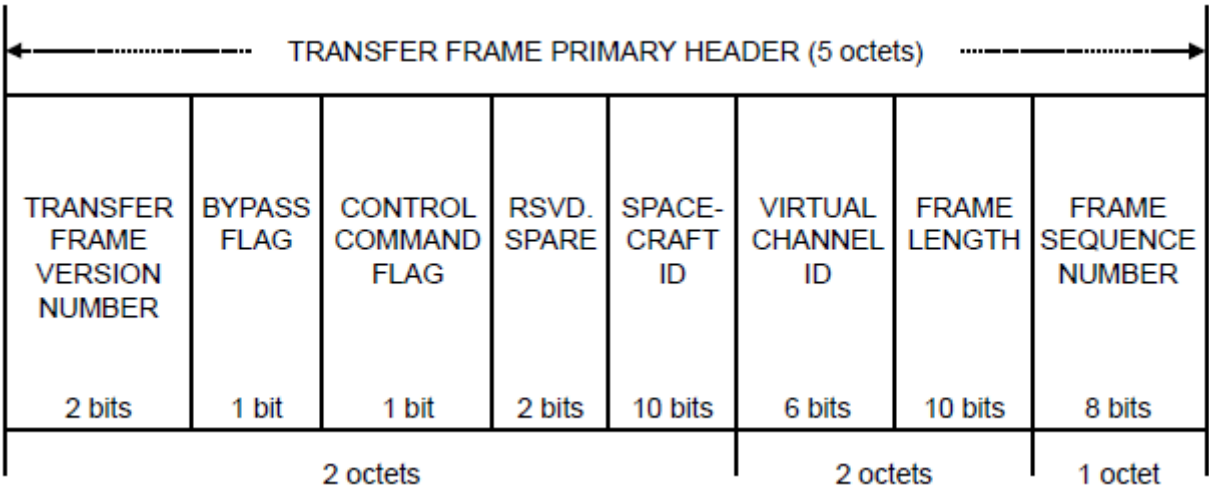 TRANSFER FRAME PRIMARY HEADER (5 octets)
TRANSFER
FRAME
VERSION
NUMBER
2 bits
BYPASS
FLAG
1 bit
CONTROL
COMMAND
FLAG
1 bit
RSVD.
SPARE
2 bits
SPACE-
CRAFT
ID
10 bits
VIRTUAL
CHANNEL
ID
6 bits
FRAME
LENGTH
10 bits
FRAME
SEQUENCE
NUMBER
8 bits
2 octets
2 octets
1 octet